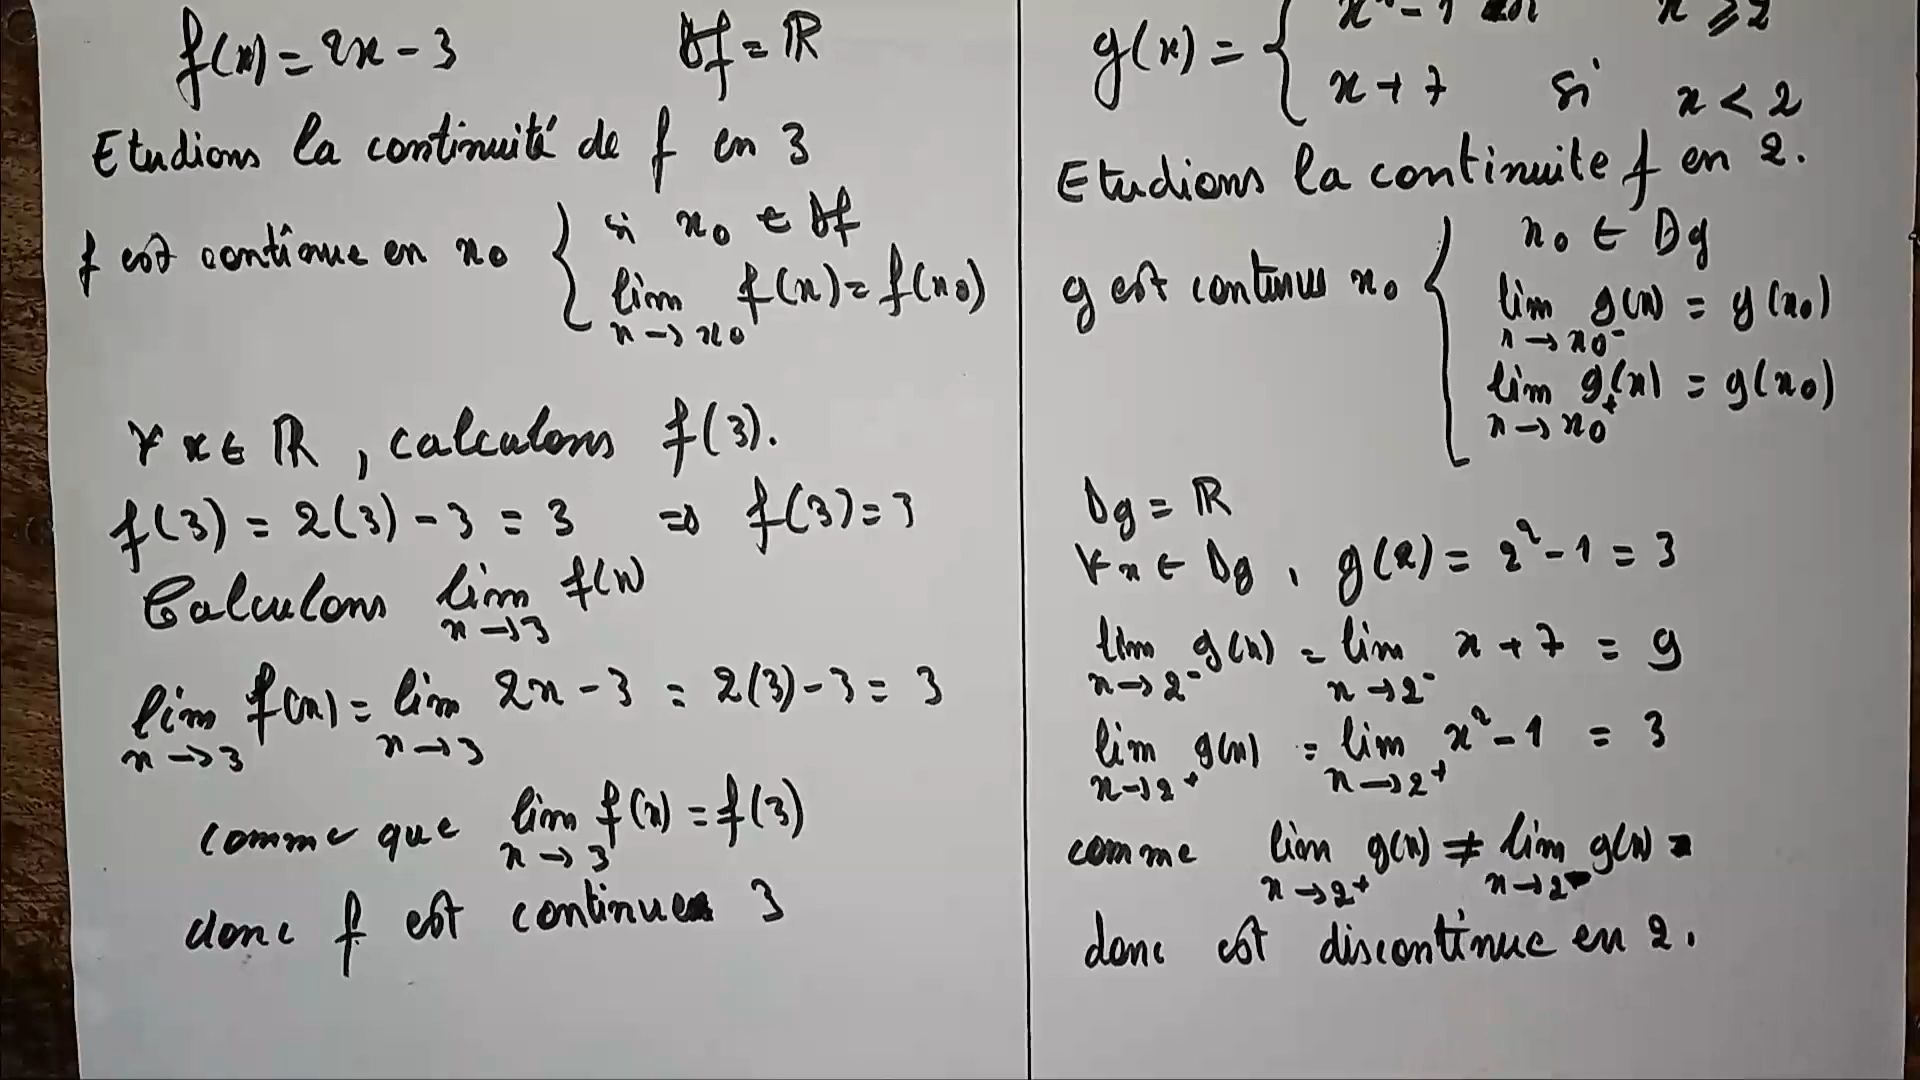 f(x) = 2x - 3 Df = ℝ
Etudions la continuité de f en 3
f est continue en x₀ { si x₀ ∈ Df
lim f(x) = f(x₀)
x → x₀
∀ x ∈ ℝ, calculons f(3).
f(3) = 2(3) - 3 = 3 ⇒ f(3) = 3
Calculons lim f(x)
x → 3
lim f(x) = lim 2x - 3 = 2(3) - 3 = 3
x → 3 x → 3
comme que lim f(x) = f(3)
x → 3
donc f est continue 3
g(x) = { x² - 1 si x ≥ 2
x + 7 si x < 2
Etudions la continuite f en 2.
g est continue x₀ { x₀ ∈ Dg
lim g(x) = g(x₀)
x → x₀⁻
lim g(x) = g(x₀)
x → x₀⁺
Dg = ℝ
∀ x ∈ Dg, g(2) = 2² - 1 = 3
lim g(x) = lim x + 7 = 9
x → 2⁻ x → 2⁻
lim g(x) = lim x² - 1 = 3
x → 2⁺ x → 2⁺
comme lim g(x) ≠ lim g(x)
x → 2⁺ x → 2⁻
donc est discontinue en 2.